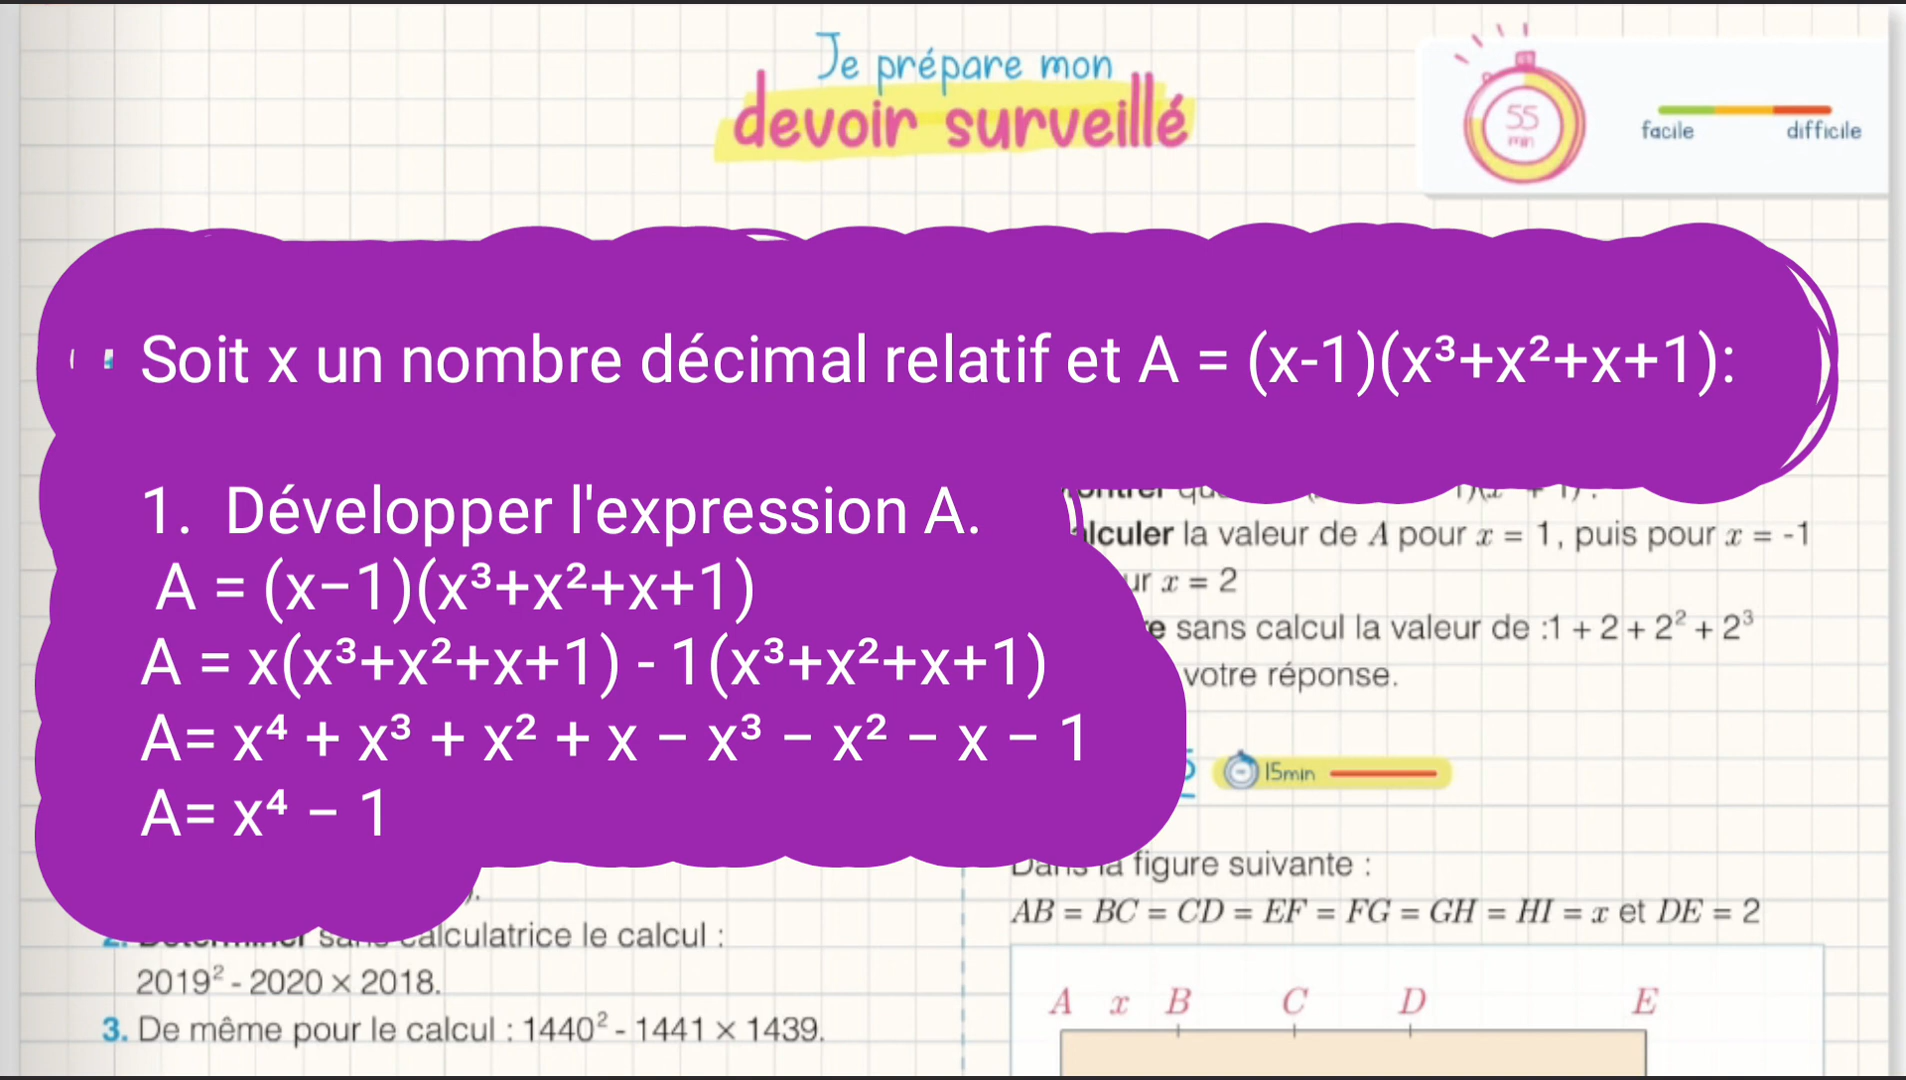 Je prépare mon
devoir surveillé
55
min
facile
difficile
Soit x un nombre décimal relatif et A = (x-1)(x³+x²+x+1):
1. Développer l'expression A.
A = (x−1)(x³+x²+x+1)
A = x(x³+x²+x+1) - 1(x³+x²+x+1)
A= x⁴ + x³ + x² + x − x³ − x² − x − 1
A= x⁴ − 1
calculatrice le calcul :
2019² - 2020 × 2018.
3. De même pour le calcul : 1440² - 1441 × 1439.
la valeur de A pour x = 1, puis pour x = -1
x = 2
sans calcul la valeur de :1 + 2 + 2² + 2³
votre réponse.
15min
Dans la figure suivante :
AB = BC = CD = EF = FG = GH = HI = x et DE = 2
A x B C D E